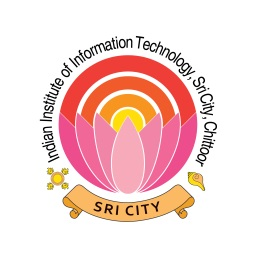 Indian Institute of Information Technology, Sri City, Chittoor
SRI CITY